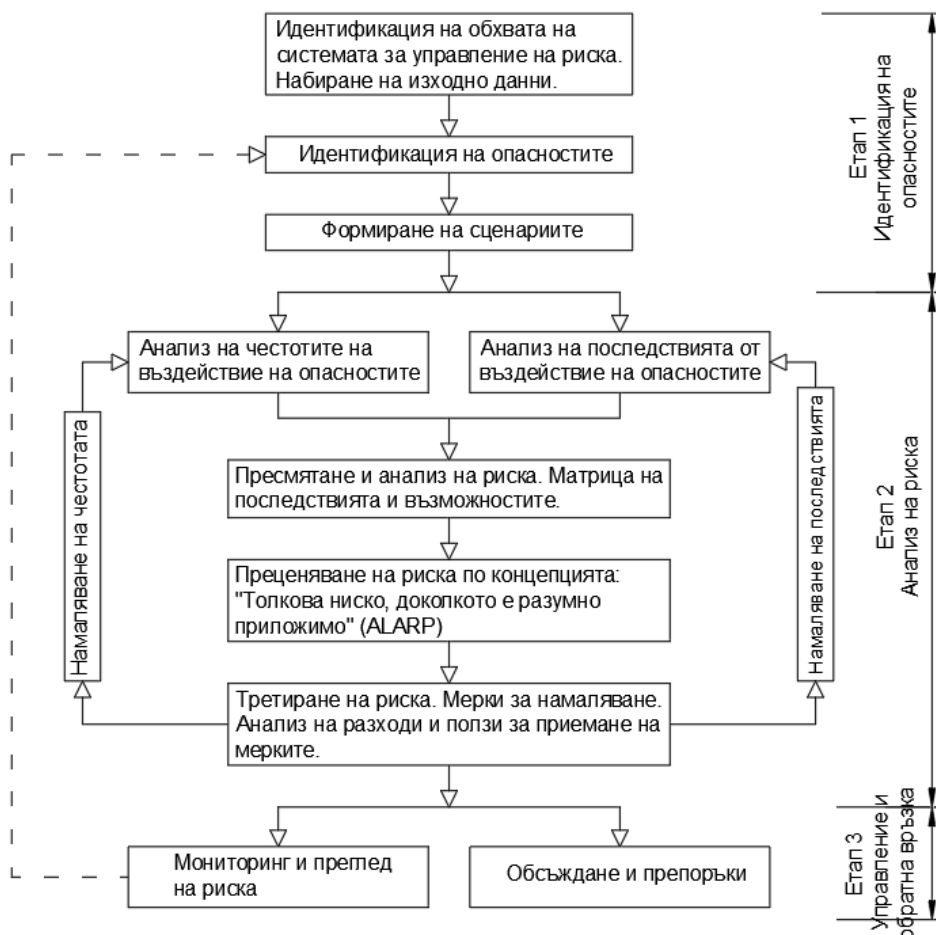 Идентификация на обхвата на
системата за управление на риска.
Набиране на изходно данни.
Идентификация на опасностите
Формиране на сценариите
Етап 1
Идентификация на
опасностите
Анализ на честотите на
въздействие на опасностите
Анализ на последствията от
въздействие на опасностите
Намаляване на честотата
Намаляване на последствията
Пресмятане и анализ на риска. Матрица на
последствията и възможностите.
Преценяване на риска по концепцията:
"Толкова ниско, доколкото е разумно
приложимо" (ALARP)
Третиране на риска. Мерки за намаляване.
Анализ на разходи и ползи за приемане на
мерките.
Етап 2
Анализ на риска
Мониторинг и преглед
на риска
Обсъждане и препоръки
Етап 3
Управление и
обратна връзка